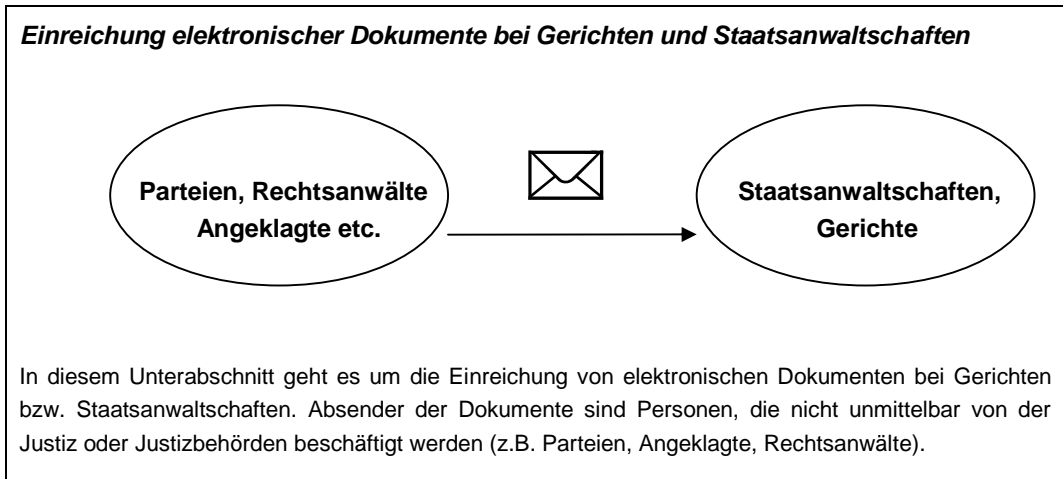 Einreichung elektronischer Dokumente bei Gerichten und Staatsanwaltschaften
Parteien, Rechtsanwälte
Angeklagte etc.
Staatsanwaltschaften,
Gerichte
In diesem Unterabschnitt geht es um die Einreichung von elektronischen Dokumenten bei Gerichten
bzw. Staatsanwaltschaften. Absender der Dokumente sind Personen, die nicht unmittelbar von der
Justiz oder Justizbehörden beschäftigt werden (z.B. Parteien, Angeklagte, Rechtsanwälte).